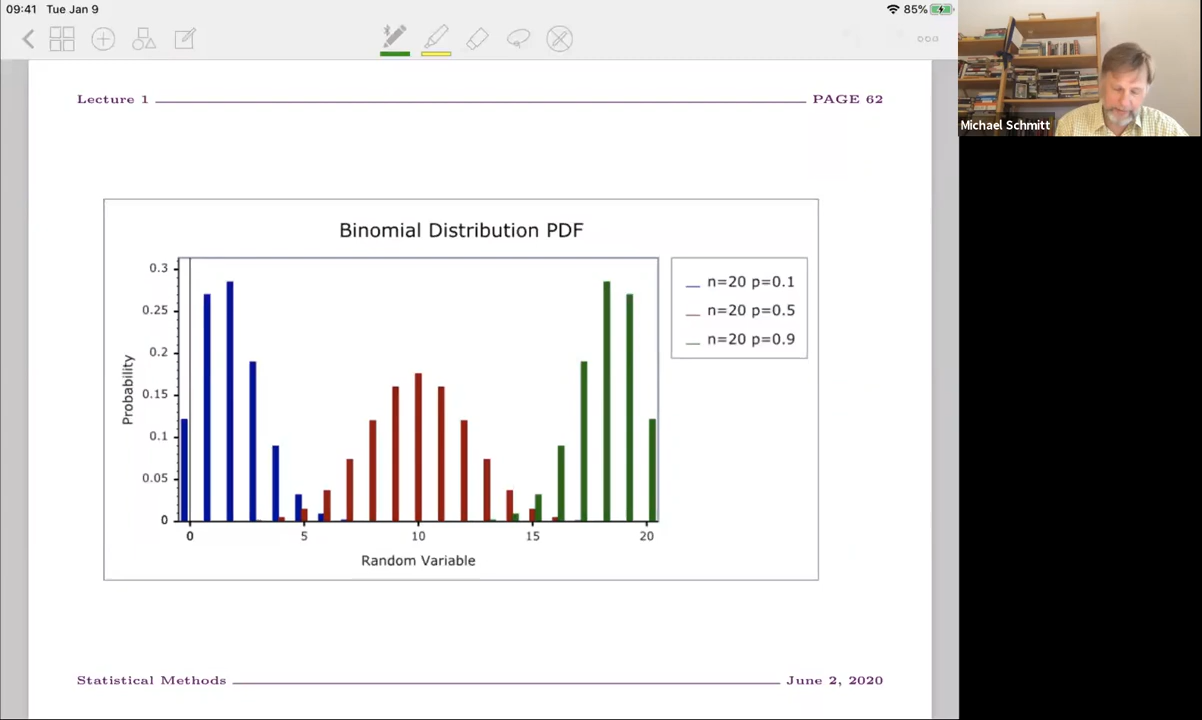 09:41 Tue Jan 9
85%
Michael Schmitt
Lecture 1
PAGE 62
Binomial Distribution PDF
0.3
0.25
0.2
0.15
0.1
0.05
0
Probability
0 5 10 15 20
Random Variable
n=20 p=0.1
n=20 p=0.5
n=20 p=0.9
Statistical Methods
June 2, 2020